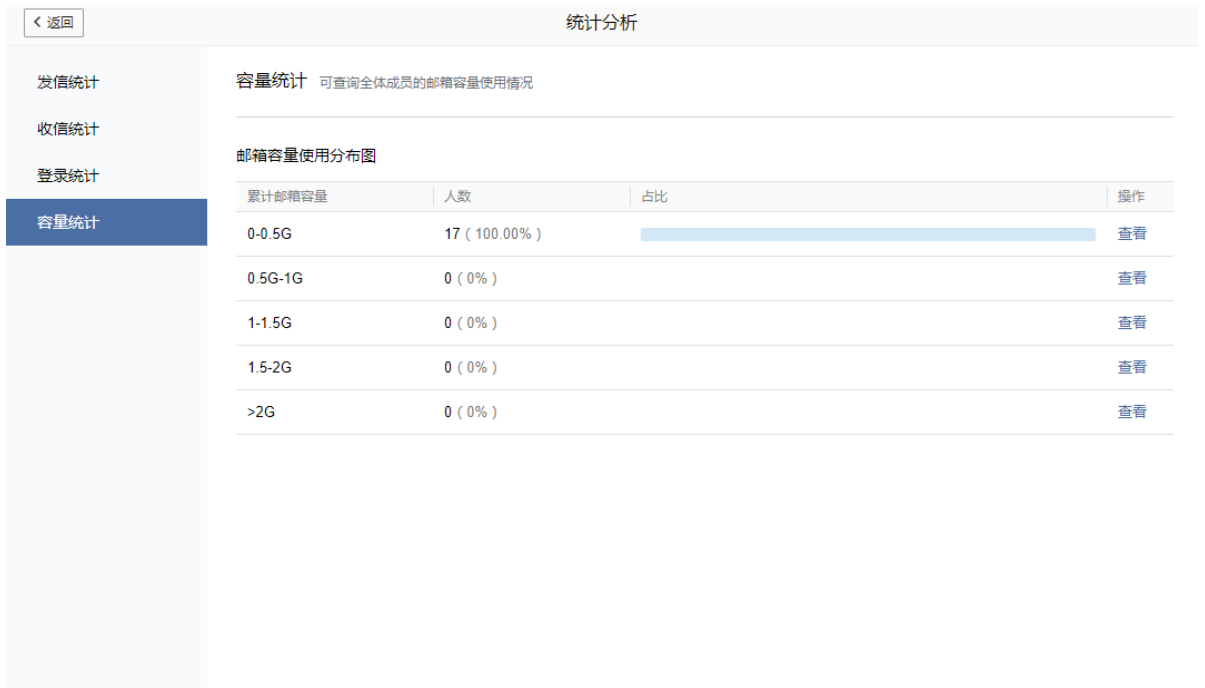 返回
统计分析
发信统计
收信统计
登录统计
容量统计
容量统计 可查询全体成员的邮箱容量使用情况
邮箱容量使用分布图
累计邮箱容量 人数 占比 操作
0-0.5G 17 ( 100.00% ) 查看
0.5G-1G 0 ( 0% ) 查看
1-1.5G 0 ( 0% ) 查看
1.5-2G 0 ( 0% ) 查看
>2G 0 ( 0% ) 查看